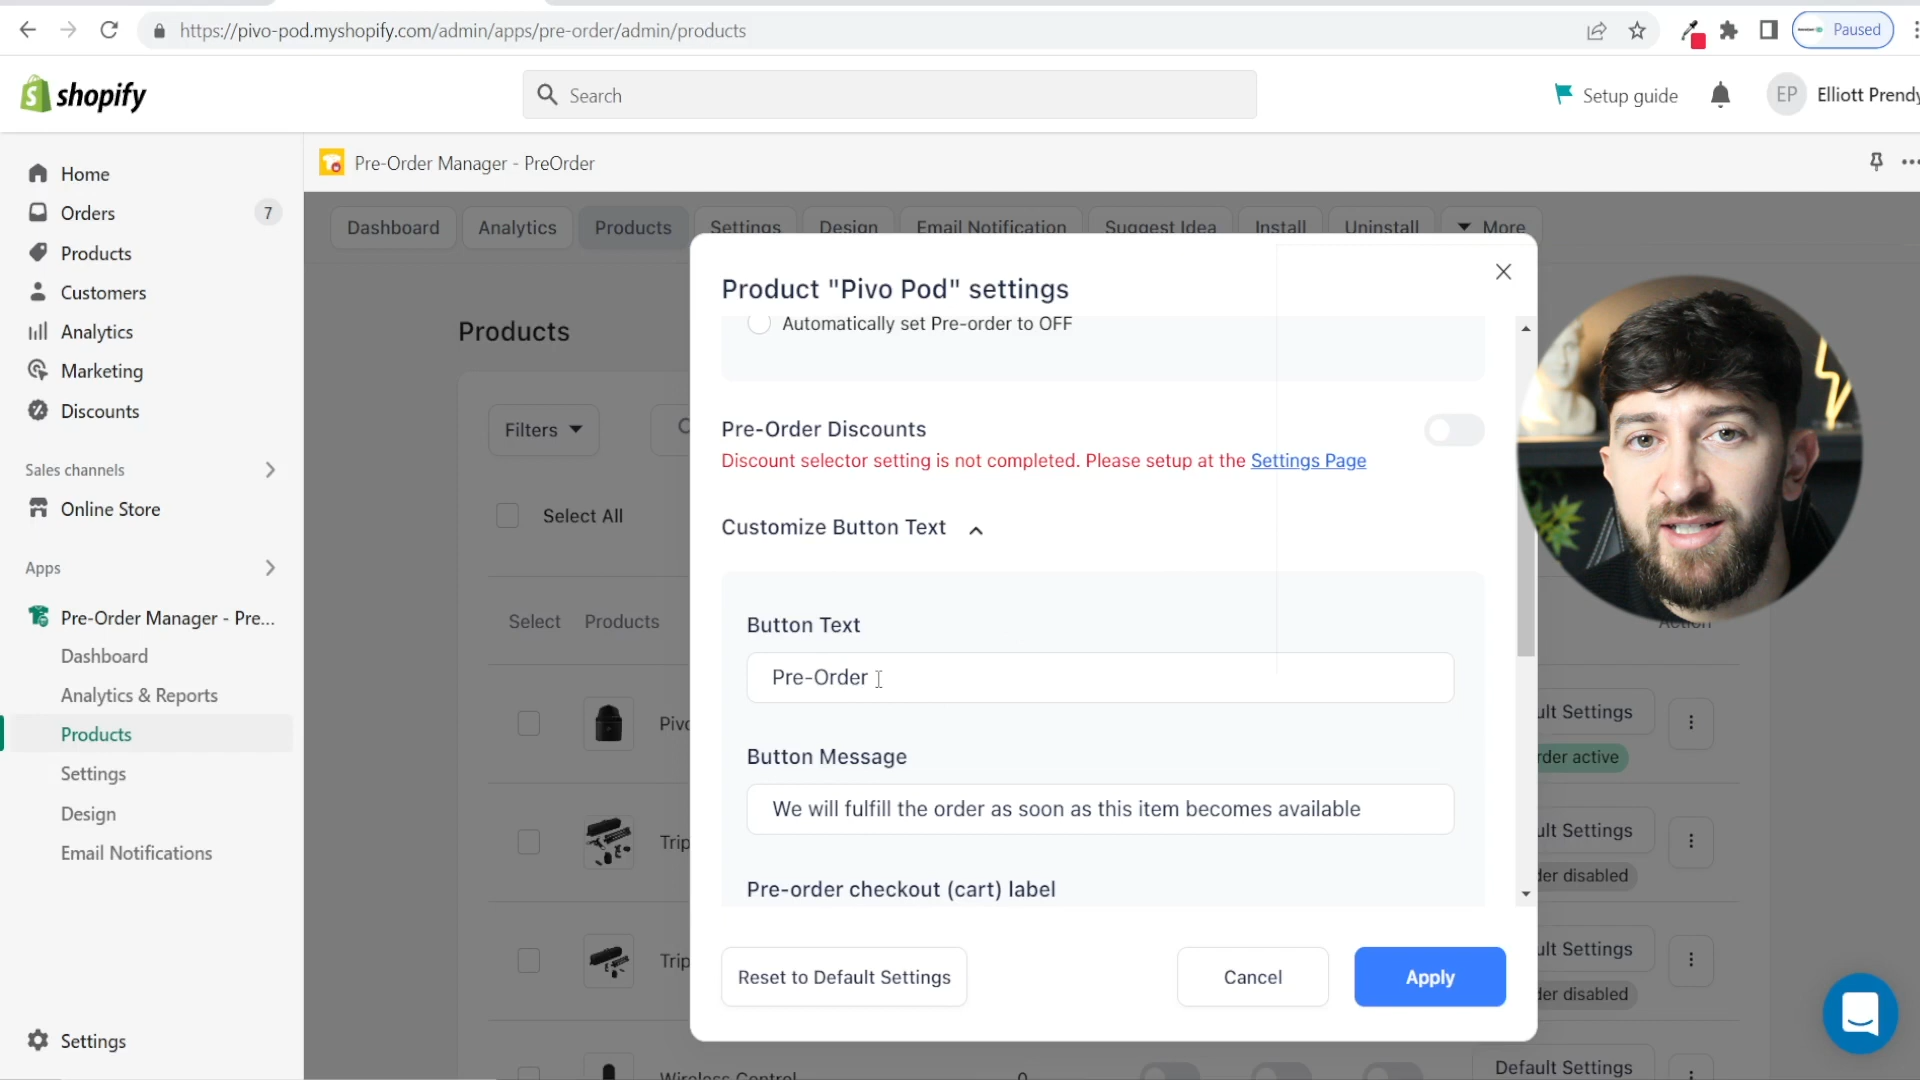 https://pivo-pod.myshopify.com/admin/apps/pre-order/admin/products
Paused
shopify
Search
Setup guide
EP
Elliott Prendy
Home
Orders
7
Products
Customers
Analytics
Marketing
Discounts
Sales channels
Online Store
Apps
Pre-Order Manager - Pre...
Dashboard
Analytics & Reports
Products
Settings
Design
Email Notifications
Settings
Pre-Order Manager - PreOrder
Dashboard
Analytics
Products
Settings
Design
Email Notification
Suggest Idea
Install
Uninstall
More
Products
Filters
Select All
Select
Products
Action
Product "Pivo Pod" settings
Automatically set Pre-order to OFF
Pre-Order Discounts
Discount selector setting is not completed. Please setup at the Settings Page
Customize Button Text
Button Text
Pre-Order
Button Message
We will fulfill the order as soon as this item becomes available
Pre-order checkout (cart) label
Reset to Default Settings
Cancel
Apply
Settings
active
Settings
disabled
Settings
disabled
Wireless Control
0
Default Settings